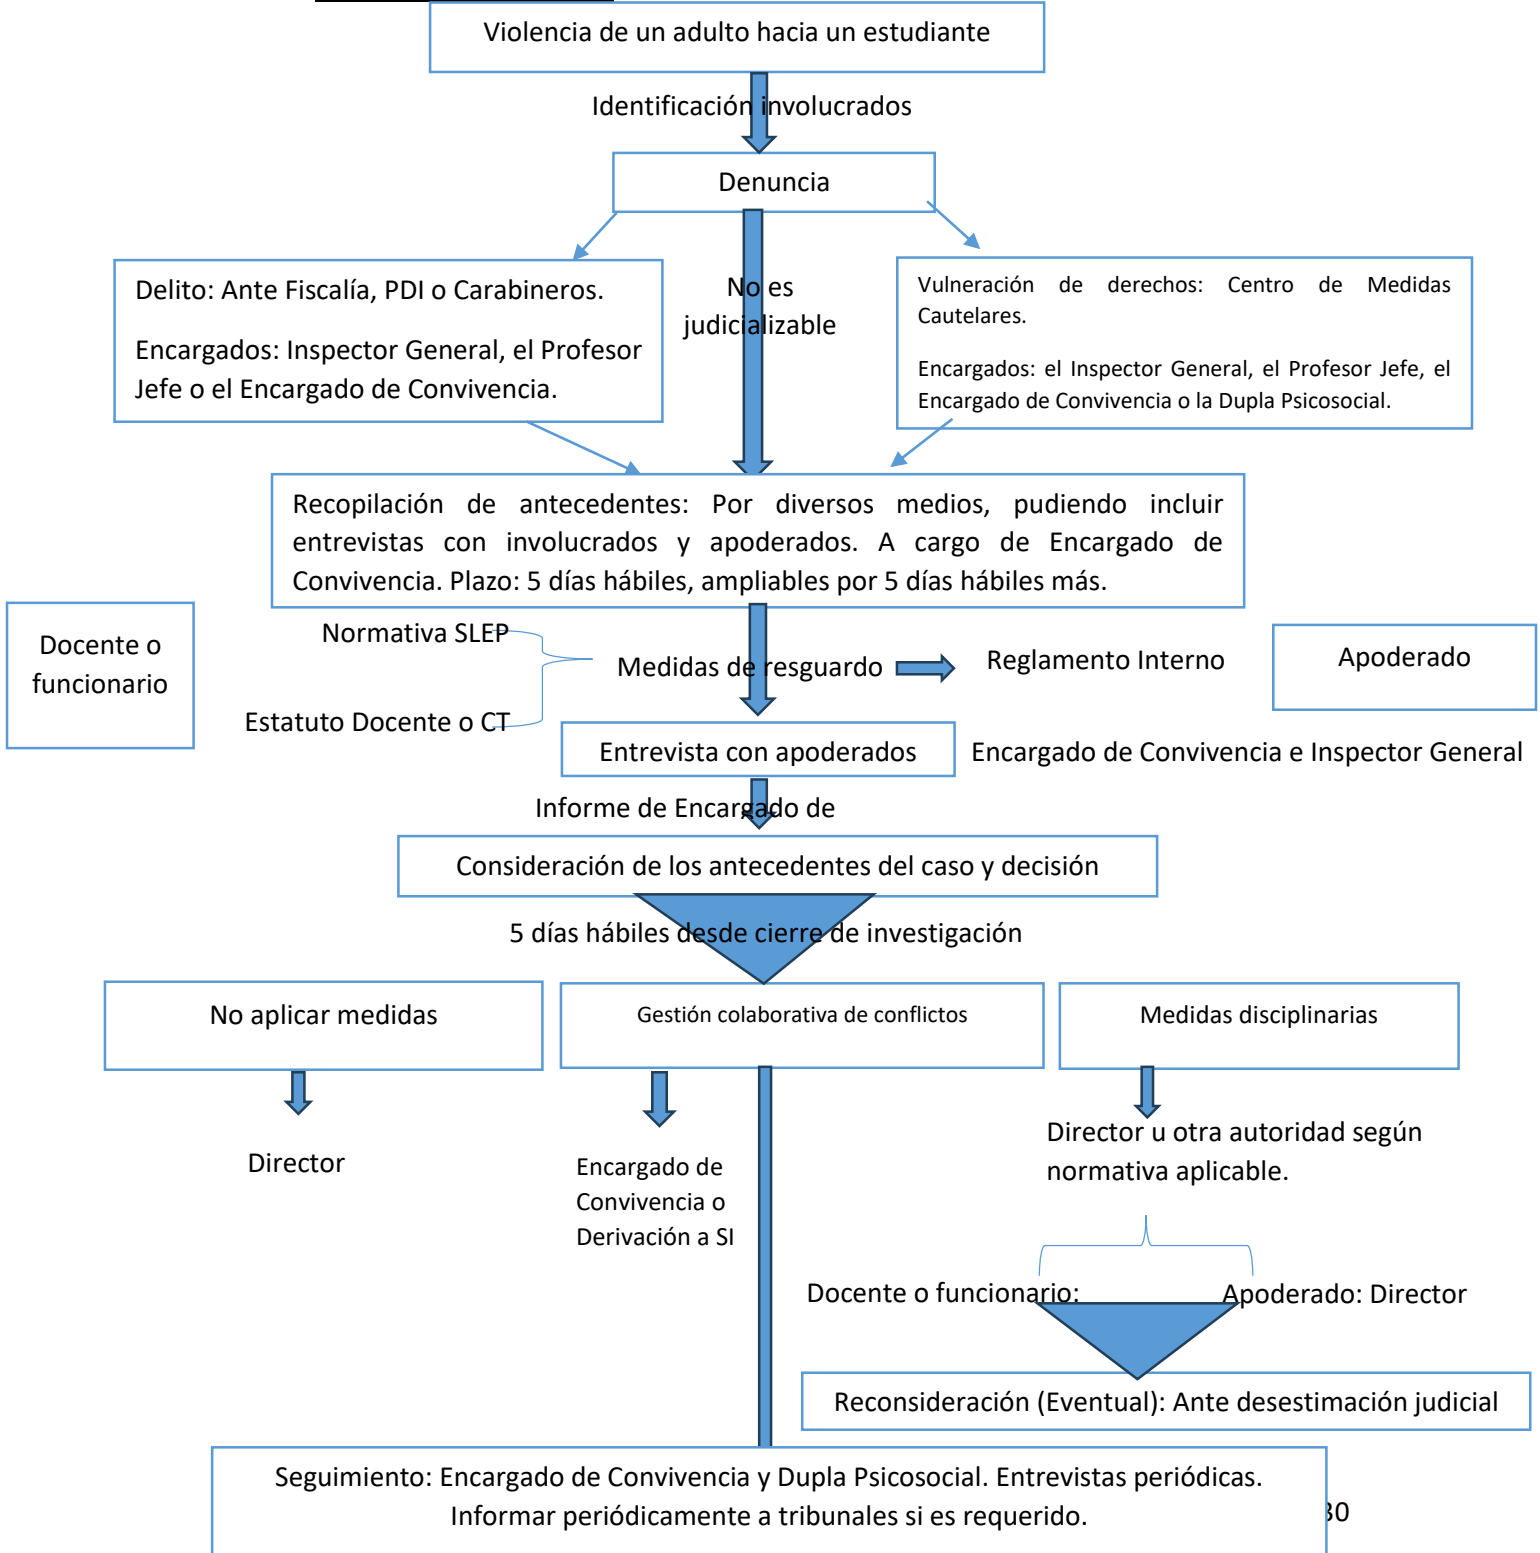 Violencia de un adulto hacia un estudiante
Identificación involucrados
Denuncia
Delito: Ante Fiscalía, PDI o Carabineros.
Encargados: Inspector General, el Profesor
Jefe o el Encargado de Convivencia.
No es
judicializable
Vulneración de derechos: Centro de Medidas
Cautelares.
Encargados: el Inspector General, el Profesor Jefe, el
Encargado de Convivencia o la Dupla Psicosocial.
Recopilación de antecedentes: Por diversos medios, pudiendo incluir
entrevistas con involucrados y apoderados. A cargo de Encargado de
Convivencia. Plazo: 5 días hábiles, ampliables por 5 días hábiles más.
Docente o
funcionario
Normativa SLEP
Estatuto Docente o CT
Medidas de resguardo
Reglamento Interno
Apoderado
Entrevista con apoderados
Encargado de Convivencia e Inspector General
Informe de Encargado de
Consideración de los antecedentes del caso y decisión
5 días hábiles desde cierre de investigación
No aplicar medidas
Gestión colaborativa de conflictos
Medidas disciplinarias
Director
Encargado de
Convivencia o
Derivación a SI
Director u otra autoridad según
normativa aplicable.
Docente o funcionario:
Apoderado: Director
Reconsideración (Eventual): Ante desestimación judicial
Seguimiento: Encargado de Convivencia y Dupla Psicosocial. Entrevistas periódicas.
Informar periódicamente a tribunales si es requerido.